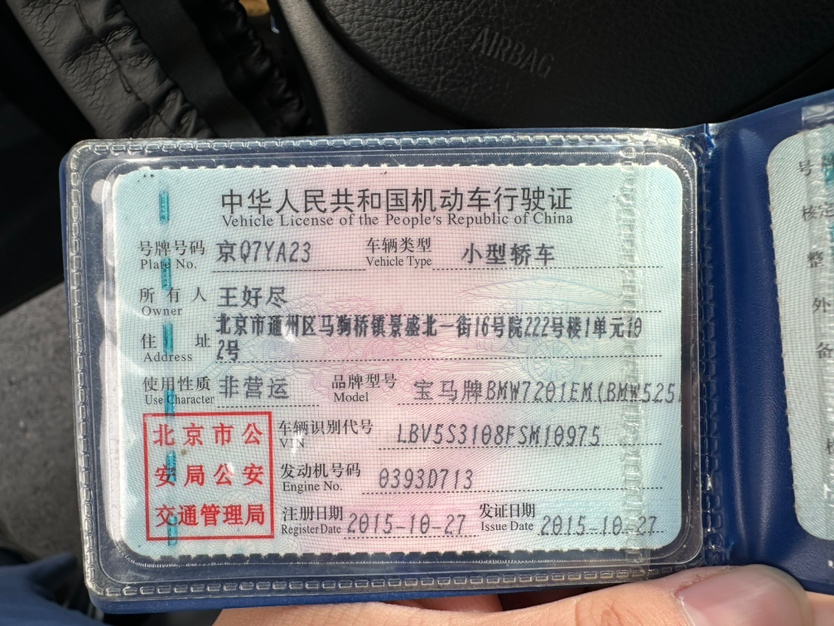 AIRBAG
中华人民共和国机动车行驶证
Vehicle License of the People's Republic of China
号牌号码 京Q7YA23 车辆类型 小型轿车
Plate No. Vehicle Type
所有人 王好尽
Owner
住址 北京市通州区马驹桥镇景盛北一街16号院222号楼1单元10
Address 2号
使用性质 非营运 品牌型号 宝马牌BMW7201EM(BMW525
Use Character Model
北京市公
安局公安
交通管理局
车辆识别代号 LBV5S3108FSM10975
VIN
发动机号码 0393D713
Engine No.
注册日期 2015-10-27 发证日期 2015-10-27
Register Date Issue Date
号
核定
整
外
备